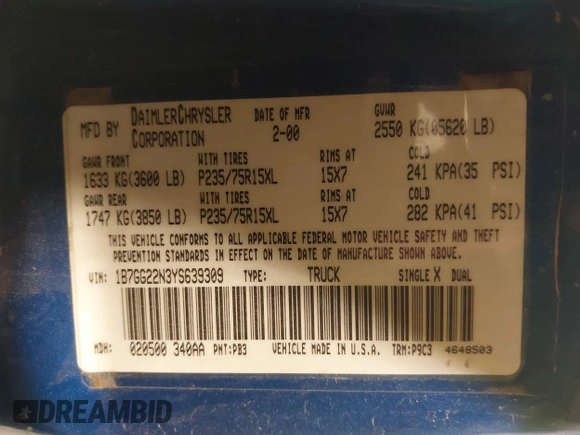 MFD BY DAIMLERCHRYSLER CORPORATION DATE OF MFR 2-00 GVWR 2550 KG(05620 LB)
GAWR FRONT WITH TIRES RIMS AT COLD
1633 KG(3600 LB) P235/75R15XL 15X7 241 KPA(35 PSI)
GAWR REAR WITH TIRES RIMS AT COLD
1747 KG(3850 LB) P235/75R15XL 15X7 282 KPA(41 PSI)
THIS VEHICLE CONFORMS TO ALL APPLICABLE FEDERAL MOTOR VEHICLE SAFETY AND THEFT
PREVENTION STANDARDS IN EFFECT ON THE DATE OF MANUFACTURE SHOWN ABOVE.
VIN: 1B7GG22N3YS639309 TYPE: TRUCK SINGLE X DUAL
MDH: 020500 340AA PNT:PB3 VEHICLE MADE IN U.S.A. TRM:P9C3 4648503
DREAMBID